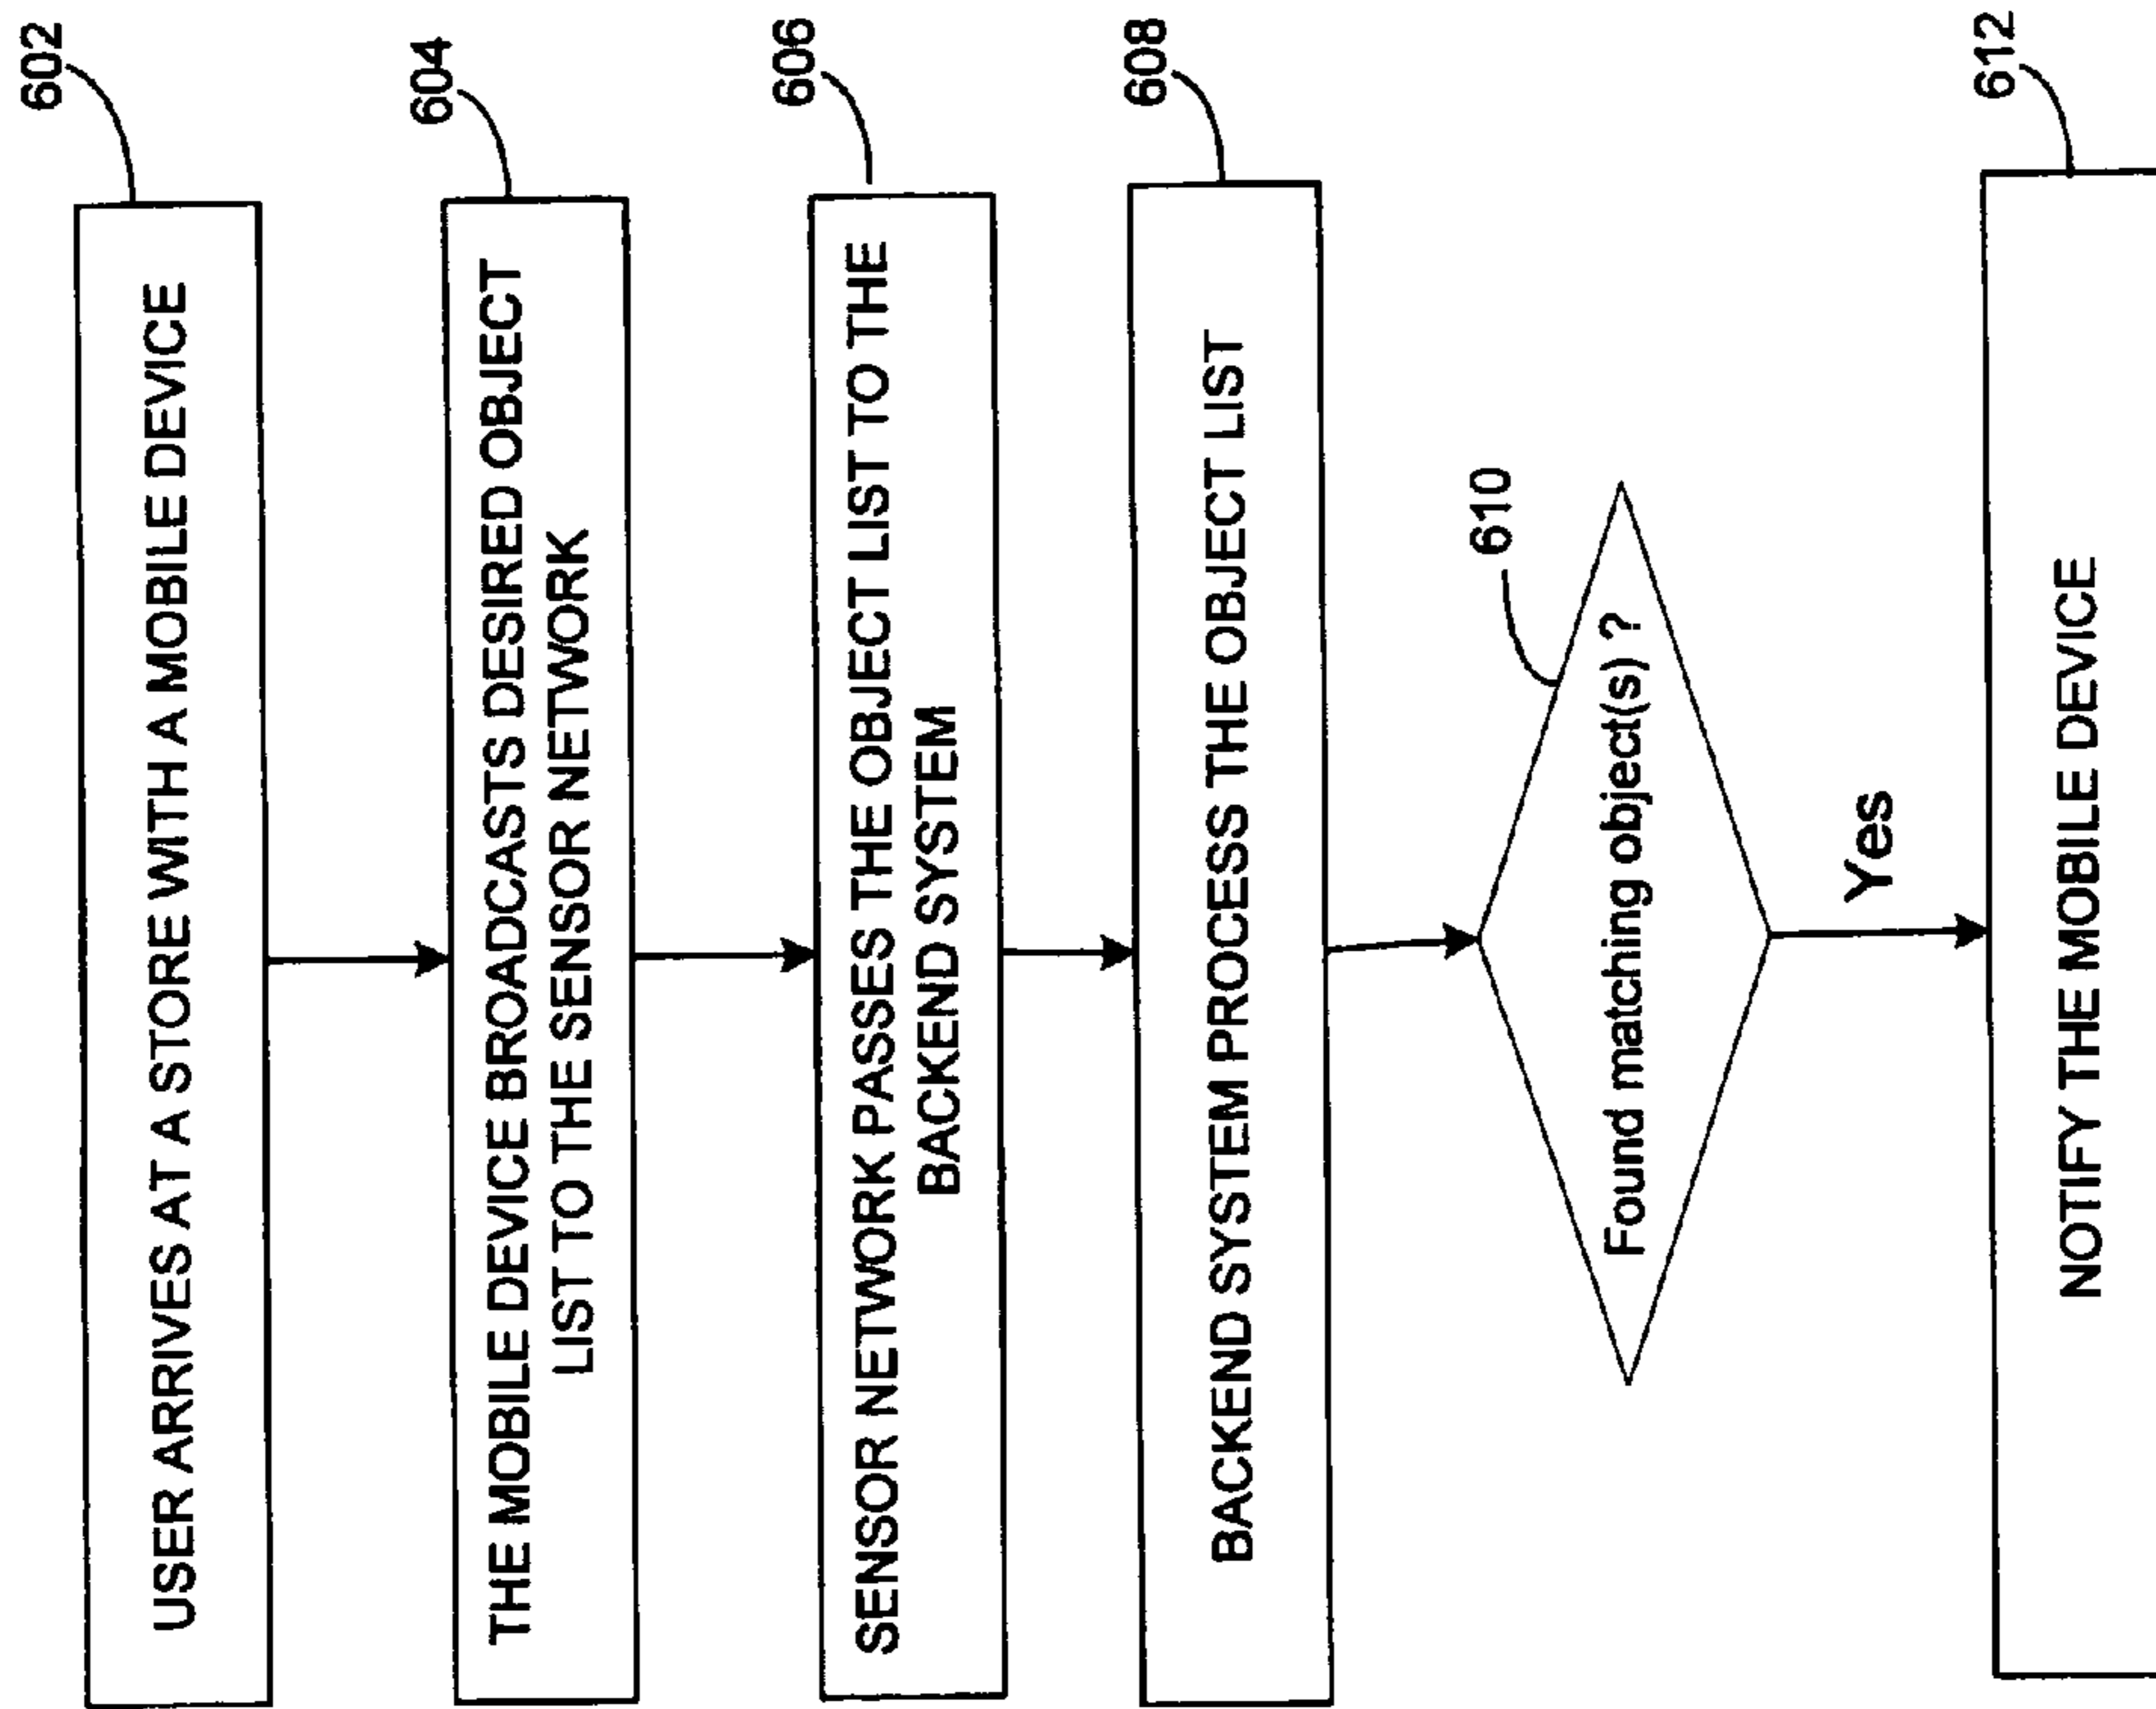 602
USER ARRIVES AT A STORE WITH A MOBILE DEVICE
604
THE MOBILE DEVICE BROADCASTS DESIRED OBJECT
LIST TO THE SENSOR NETWORK
606
SENSOR NETWORK PASSES THE OBJECT LIST TO THE
BACKEND SYSTEM
608
BACKEND SYSTEM PROCESS THE OBJECT LIST
610
Found matching object(s) ?
Yes
612
NOTIFY THE MOBILE DEVICE